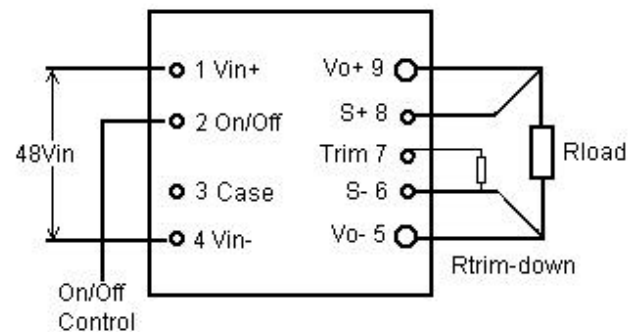 1 Vin+
Vo+ 9
2 On/Off
S+ 8
48Vin
Trim 7
Rload
3 Case
S- 6
4 Vin-
Vo- 5
Rtrim-down
On/Off
Control